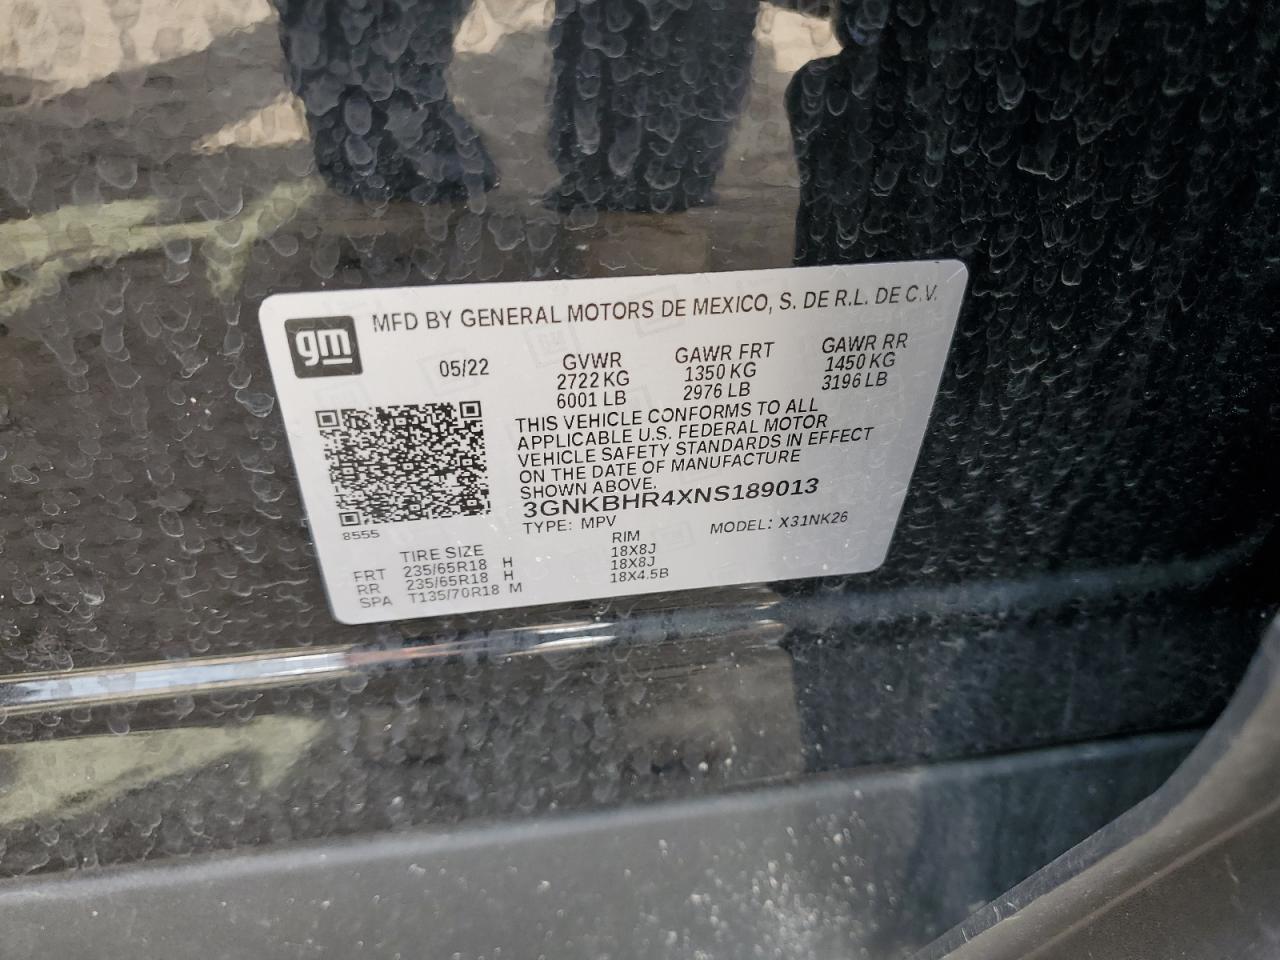 gm
MFD BY GENERAL MOTORS DE MEXICO, S. DE R.L. DE C.V.
05/22
GVWR GAWR FRT GAWR RR
2722 KG 1350 KG 1450 KG
6001 LB 2976 LB 3196 LB
THIS VEHICLE CONFORMS TO ALL
APPLICABLE U.S. FEDERAL MOTOR
VEHICLE SAFETY STANDARDS IN EFFECT
ON THE DATE OF MANUFACTURE
SHOWN ABOVE.
3GNKBHR4XNS189013
TYPE: MPV MODEL: X31NK26
8555
TIRE SIZE RIM
FRT 235/65R18 H 18X8J
RR 235/65R18 H 18X8J
SPA T135/70R18 M 18X4.5B